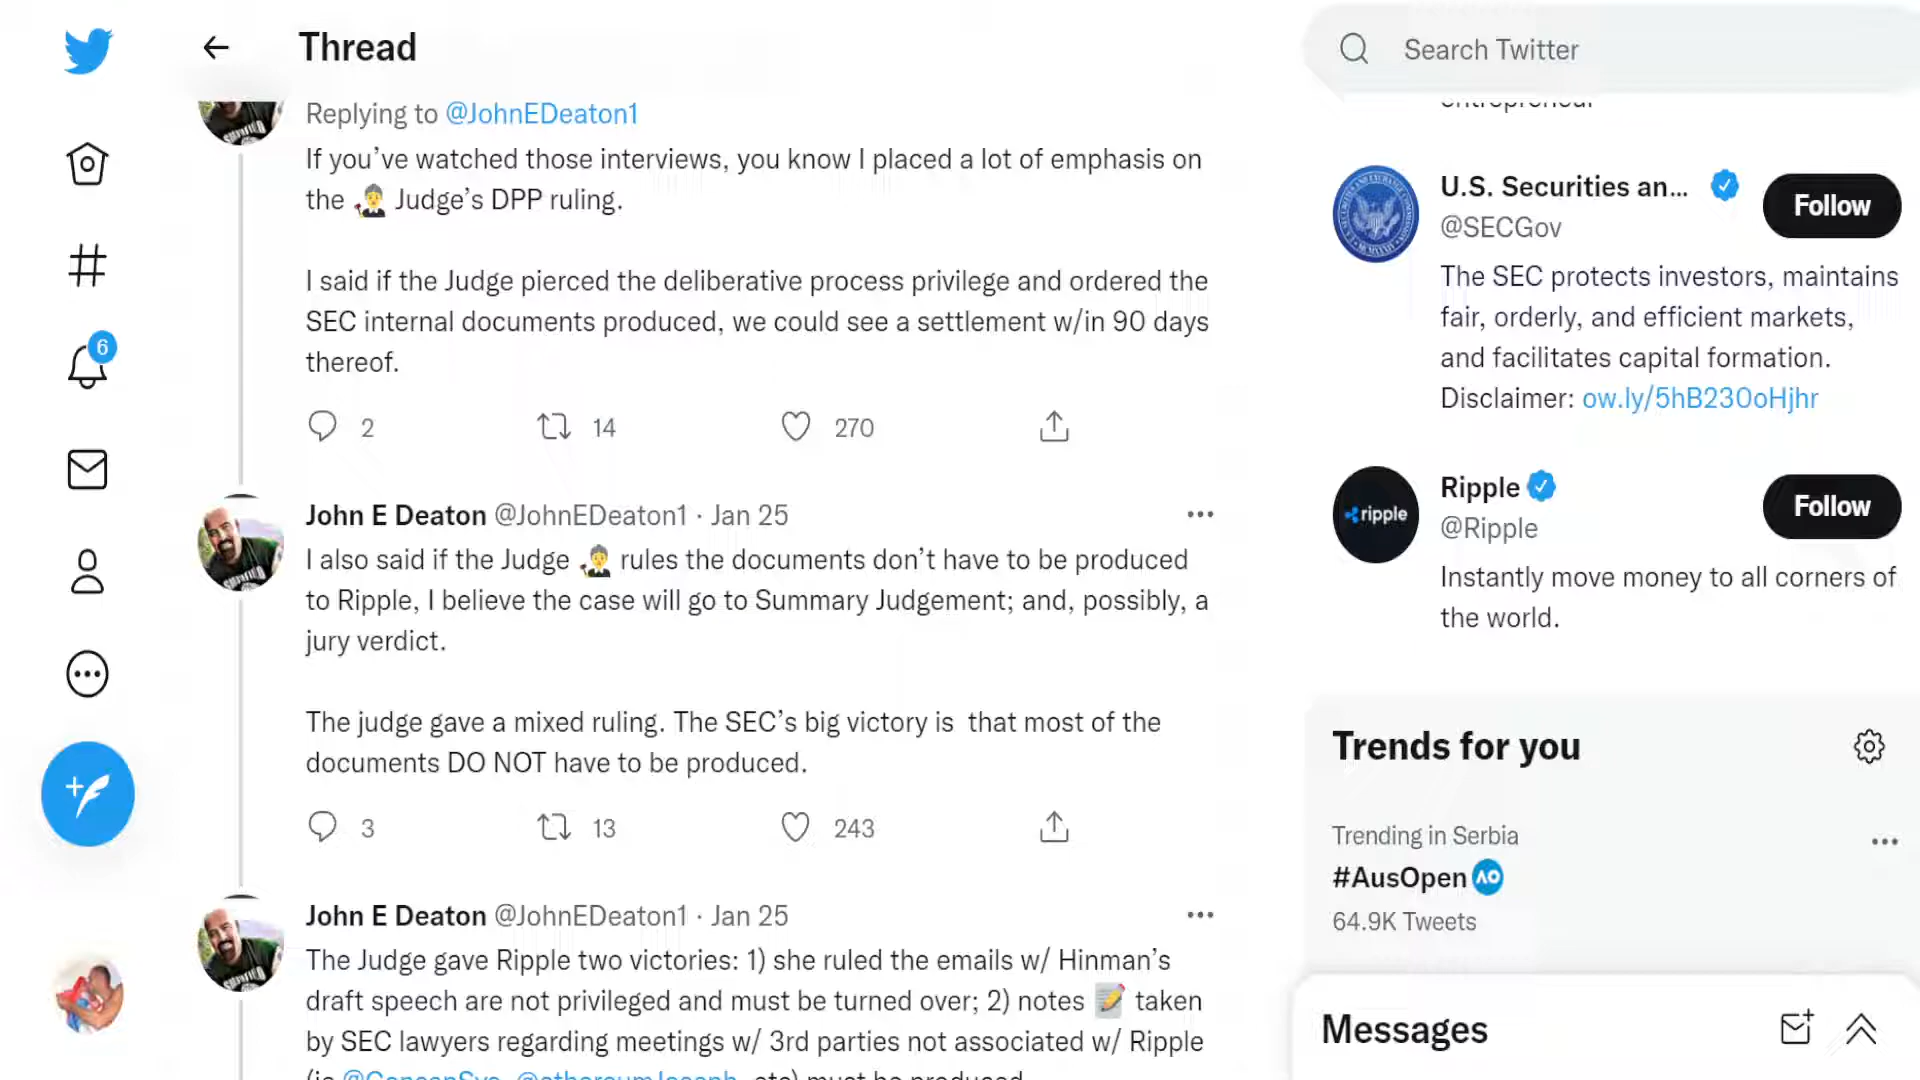 Thread
Search Twitter
Replying to @JohnEDeaton1
If you’ve watched those interviews, you know I placed a lot of emphasis on
the Judge’s DPP ruling.
I said if the Judge pierced the deliberative process privilege and ordered the
SEC internal documents produced, we could see a settlement w/in 90 days
thereof.
2 14 270
John E Deaton @JohnEDeaton1 · Jan 25
I also said if the Judge rules the documents don’t have to be produced
to Ripple, I believe the case will go to Summary Judgement; and, possibly, a
jury verdict.
The judge gave a mixed ruling. The SEC’s big victory is that most of the
documents DO NOT have to be produced.
3 13 243
John E Deaton @JohnEDeaton1 · Jan 25
The Judge gave Ripple two victories: 1) she ruled the emails w/ Hinman’s
draft speech are not privileged and must be turned over; 2) notes taken
by SEC lawyers regarding meetings w/ 3rd parties not associated w/ Ripple
6
entrepreneur
U.S. Securities an...
@SECGov
Follow
The SEC protects investors, maintains
fair, orderly, and efficient markets,
and facilitates capital formation.
Disclaimer: ow.ly/5hB230oHjhr
ripple
Ripple
@Ripple
Follow
Instantly move money to all corners of
the world.
Trends for you
Trending in Serbia
#AusOpen AO
64.9K Tweets
Messages